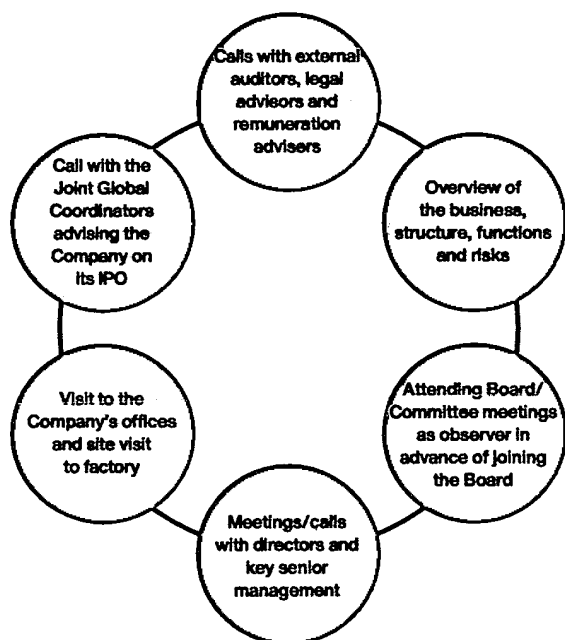 Calls with external
auditors, legal
advisors and
remuneration
advisers
Overview of
the business,
structure, functions
and risks
Attending Board/
Committee meetings
as observer in
advance of joining
the Board
Meetings/calls
with directors and
key senior
management
Visit to the
Company's offices
and site visit
to factory
Call with the
Joint Global
Coordinators
advising the
Company on
its IPO